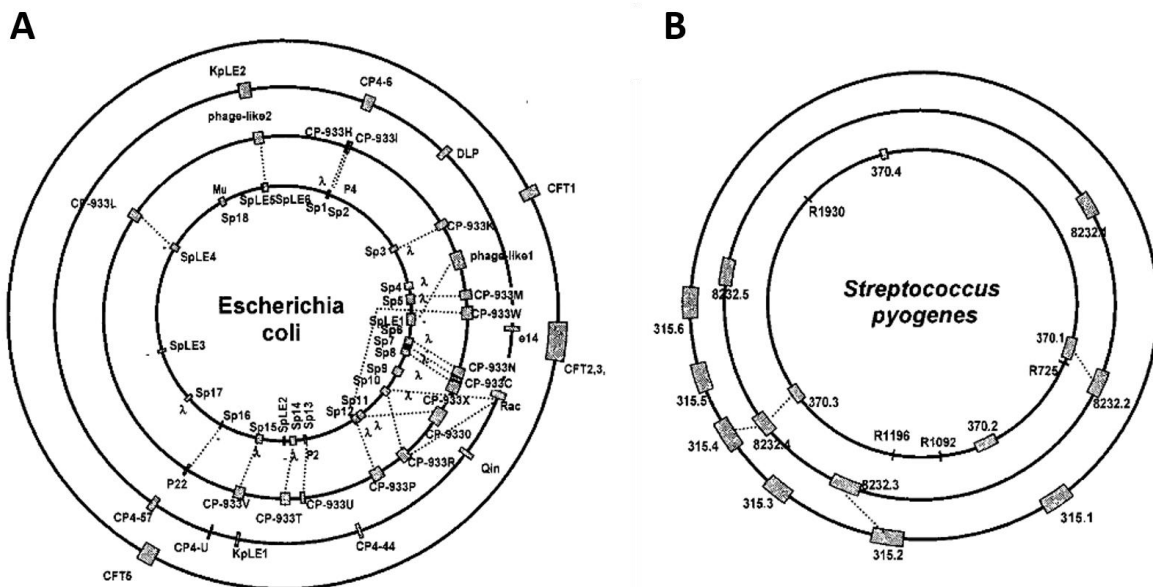 A
KpLE2
CP4-6
phage-like2
CP-933H
CP-933I
DLP
CFT1
Mu
λ
P4
SpLE5
SpLE6
Sp1
Sp2
Sp18
CP-933L
CP-933K
Sp3
λ
SpLE4
phage-like1
Sp4
λ
Sp5
λ
CP-933M
Escherichia
coli
SpLE1
CP-933W
e14
Sp6
Sp7
λ
Sp8
λ
SpLE3
CFT2,3,
Sp9
CP-933N
CP-933C
Sp10
λ
CP-933X
Rac
Sp17
λ
Sp11
Sp12
λ
λ
CP-933O
Sp16
Sp15
λ
SpLE2
Sp14
λ
Sp13
P2
CP-933R
Qin
P22
CP-933P
CP-933V
CP-933U
CP-933T
CP4-57
CP4-U
KpLE1
CP4-44
CFT5
B
370.4
R1930
8232.1
8232.5
315.6
Streptococcus
pyogenes
370.1
R725
315.5
8232.2
370.3
315.4
8232.4
R1196
R1092
370.2
8232.3
315.3
315.1
315.2